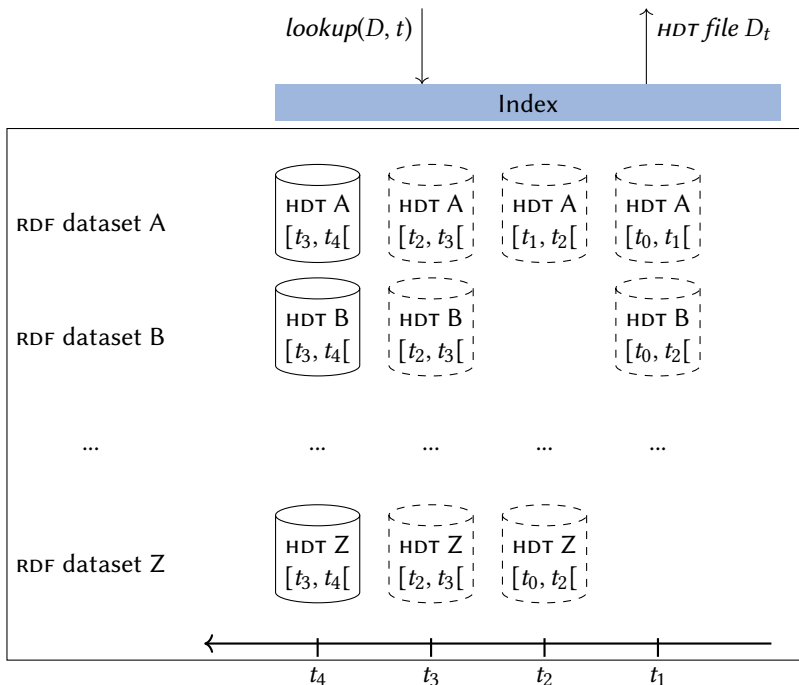 lookup(D, t) HDT file Dₜ
Index
RDF dataset A HDT A HDT A HDT A HDT A
[t₃, t₄[ [t₂, t₃[ [t₁, t₂[ [t₀, t₁[
RDF dataset B HDT B HDT B HDT B
[t₃, t₄[ [t₂, t₃[ [t₀, t₂[
... ... ... ... ...
RDF dataset Z HDT Z HDT Z HDT Z
[t₃, t₄[ [t₂, t₃[ [t₀, t₂[
t₄ t₃ t₂ t₁